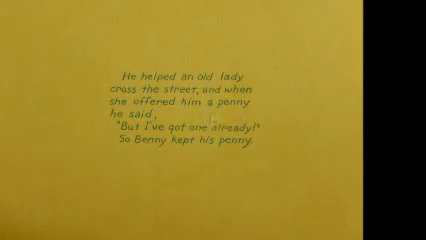 He helped an old lady
cross the street, and when
she offered him a penny
he said,
"But I've got one already!"
So Benny kept his penny.